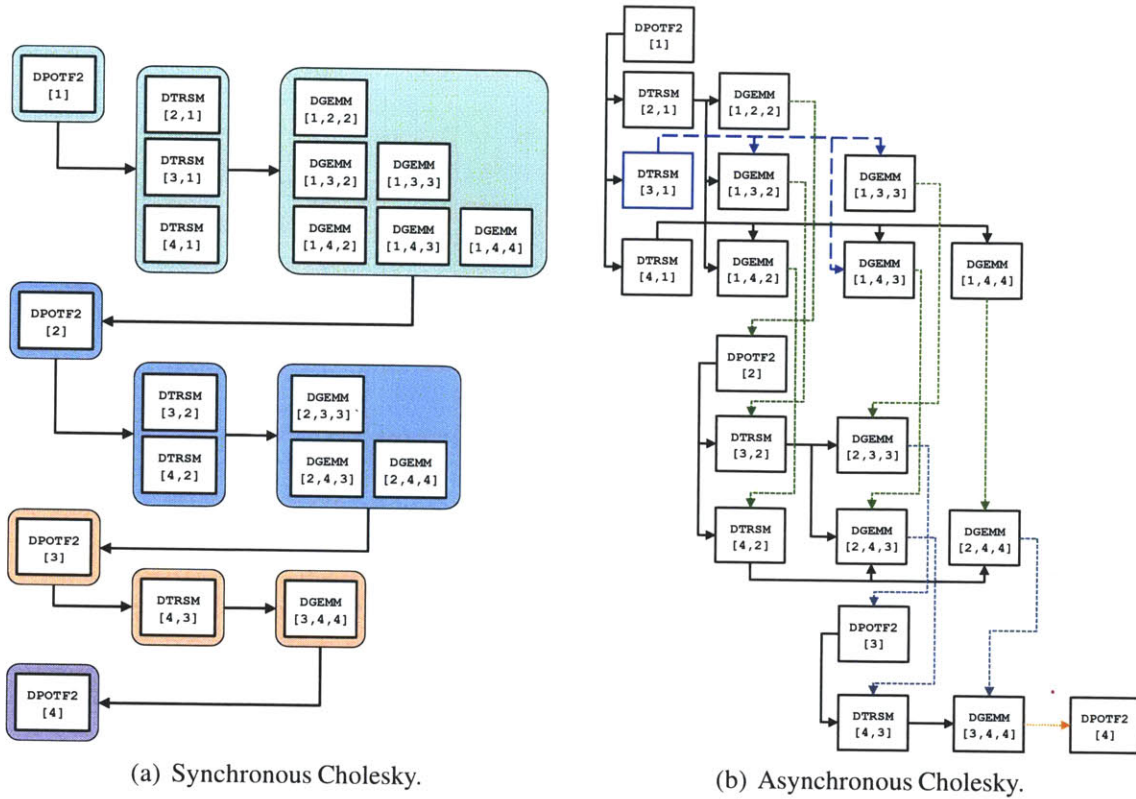 DPOTF2
[1]
DTRSM
[2,1]
DTRSM
[3,1]
DTRSM
[4,1]
DGEMM
[1,2,2]
DGEMM
[1,3,2]
DGEMM
[1,3,3]
DGEMM
[1,4,2]
DGEMM
[1,4,3]
DGEMM
[1,4,4]
DPOTF2
[2]
DTRSM
[3,2]
DTRSM
[4,2]
DGEMM
[2,3,3]`
DGEMM
[2,4,3]
DGEMM
[2,4,4]
DPOTF2
[3]
DTRSM
[4,3]
DGEMM
[3,4,4]
DPOTF2
[4]
(a) Synchronous Cholesky.
DPOTF2
[1]
DTRSM
[2,1]
DGEMM
[1,2,2]
DTRSM
[3,1]
DGEMM
[1,3,2]
DGEMM
[1,3,3]
DTRSM
[4,1]
DGEMM
[1,4,2]
DGEMM
[1,4,3]
DGEMM
[1,4,4]
DPOTF2
[2]
DTRSM
[3,2]
DGEMM
[2,3,3]
DTRSM
[4,2]
DGEMM
[2,4,3]
DGEMM
[2,4,4]
DPOTF2
[3]
DTRSM
[4,3]
DGEMM
[3,4,4]
DPOTF2
[4]
(b) Asynchronous Cholesky.